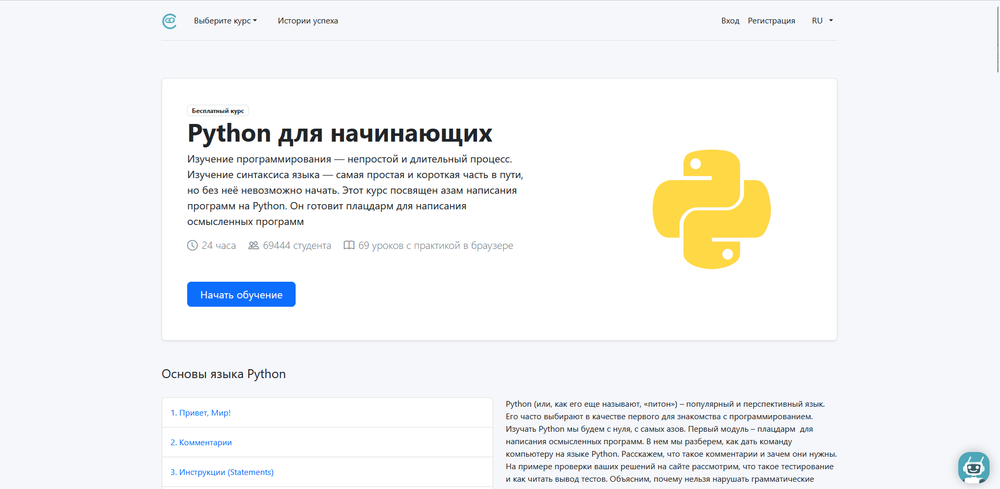 Выберите курс
Истории успеха
Вход
Регистрация
RU
Бесплатный курс
Python для начинающих
Изучение программирования — непростой и длительный процесс.
Изучение синтаксиса языка — самая простая и короткая часть в пути,
но без неё невозможно начать. Этот курс посвящен азам написания
программ на Python. Он готовит плацдарм для написания
осмысленных программ
24 часа
69444 студента
69 уроков с практикой в браузере
Начать обучение
Основы языка Python
1. Привет, Мир!
2. Комментарии
3. Инструкции (Statements)
Python (или, как его еще называют, «питон») – популярный и перспективный язык.
Его часто выбирают в качестве первого для знакомства с программированием.
Изучать Python мы будем с нуля, с самых азов. Первый модуль – плацдарм для
написания осмысленных программ. В нем мы разберем, как дать команду
компьютеру на языке Python. Расскажем, что такое комментарии и зачем они нужны.
На примере проверки ваших решений на сайте рассмотрим, что такое тестирование
и как читать вывод тестов. Объясним, почему нельзя нарушать грамматические